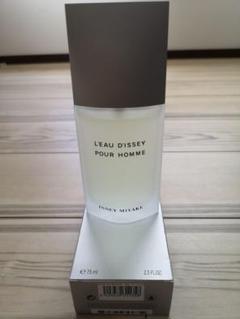 L'EAU D'ISSEY
POUR HOMME
ISSEY MIYAKE
e 75 ml
2.5 FL.OZ.